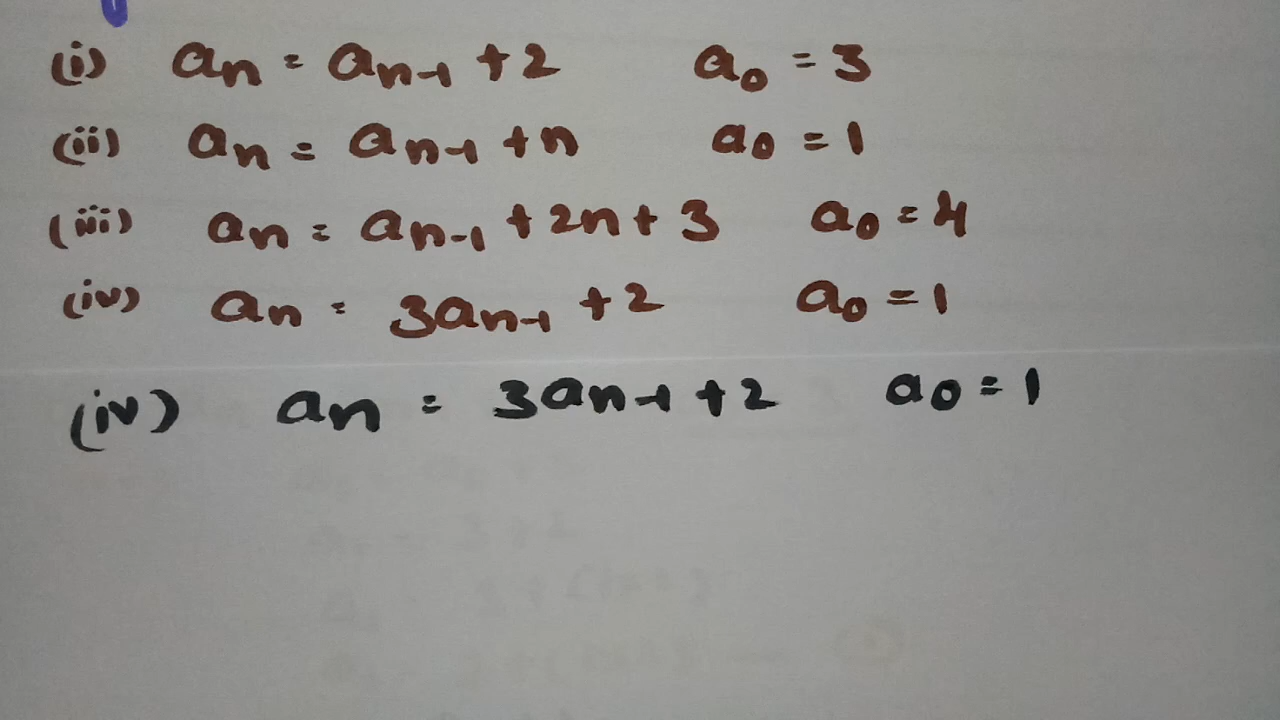 (i) aₙ = aₙ₋₁ + 2 a₀ = 3
(ii) aₙ = aₙ₋₁ + n a₀ = 1
(iii) aₙ = aₙ₋₁ + 2n + 3 a₀ = 4
(iv) aₙ = 3aₙ₋₁ + 2 a₀ = 1
(iv) aₙ = 3aₙ₋₁ + 2 a₀ = 1